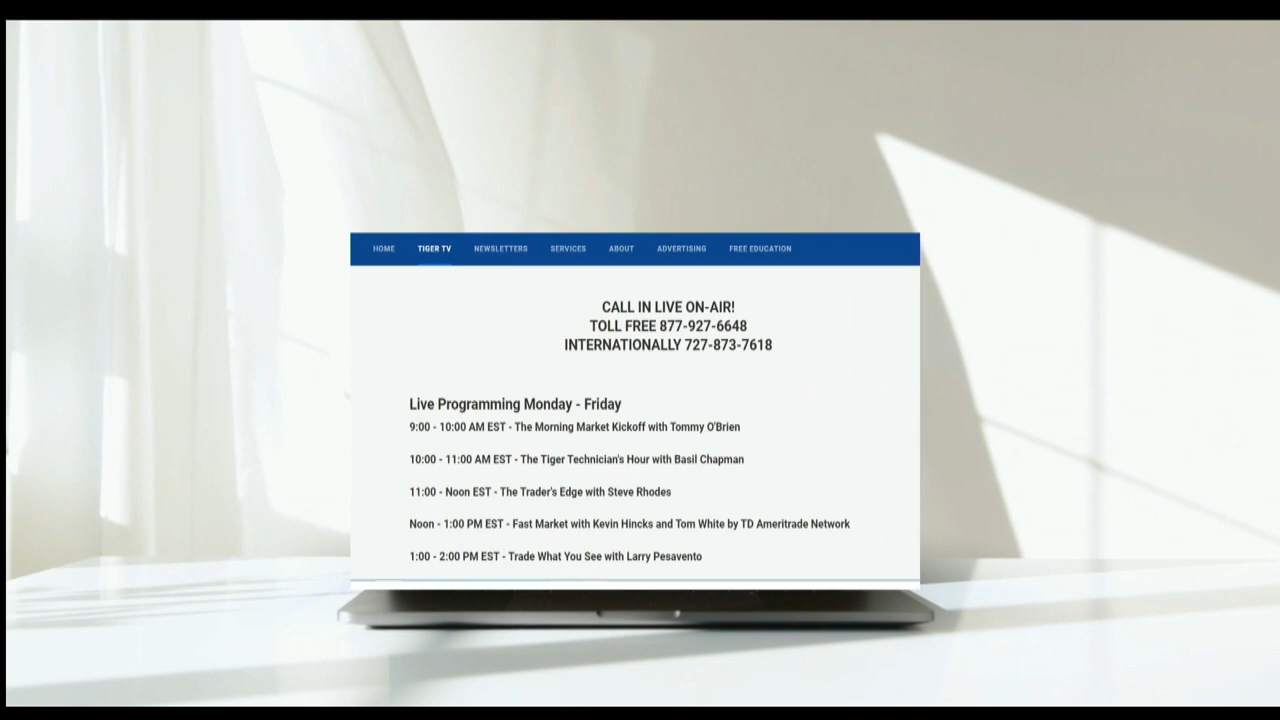 HOME TIGER TV NEWSLETTERS SERVICES ABOUT ADVERTISING FREE EDUCATION
CALL IN LIVE ON-AIR!
TOLL FREE 877-927-6648
INTERNATIONALLY 727-873-7618
Live Programming Monday - Friday
9:00 - 10:00 AM EST - The Morning Market Kickoff with Tommy O'Brien
10:00 - 11:00 AM EST - The Tiger Technician's Hour with Basil Chapman
11:00 - Noon EST - The Trader's Edge with Steve Rhodes
Noon - 1:00 PM EST - Fast Market with Kevin Hincks and Tom White by TD Ameritrade Network
1:00 - 2:00 PM EST - Trade What You See with Larry Pesavento